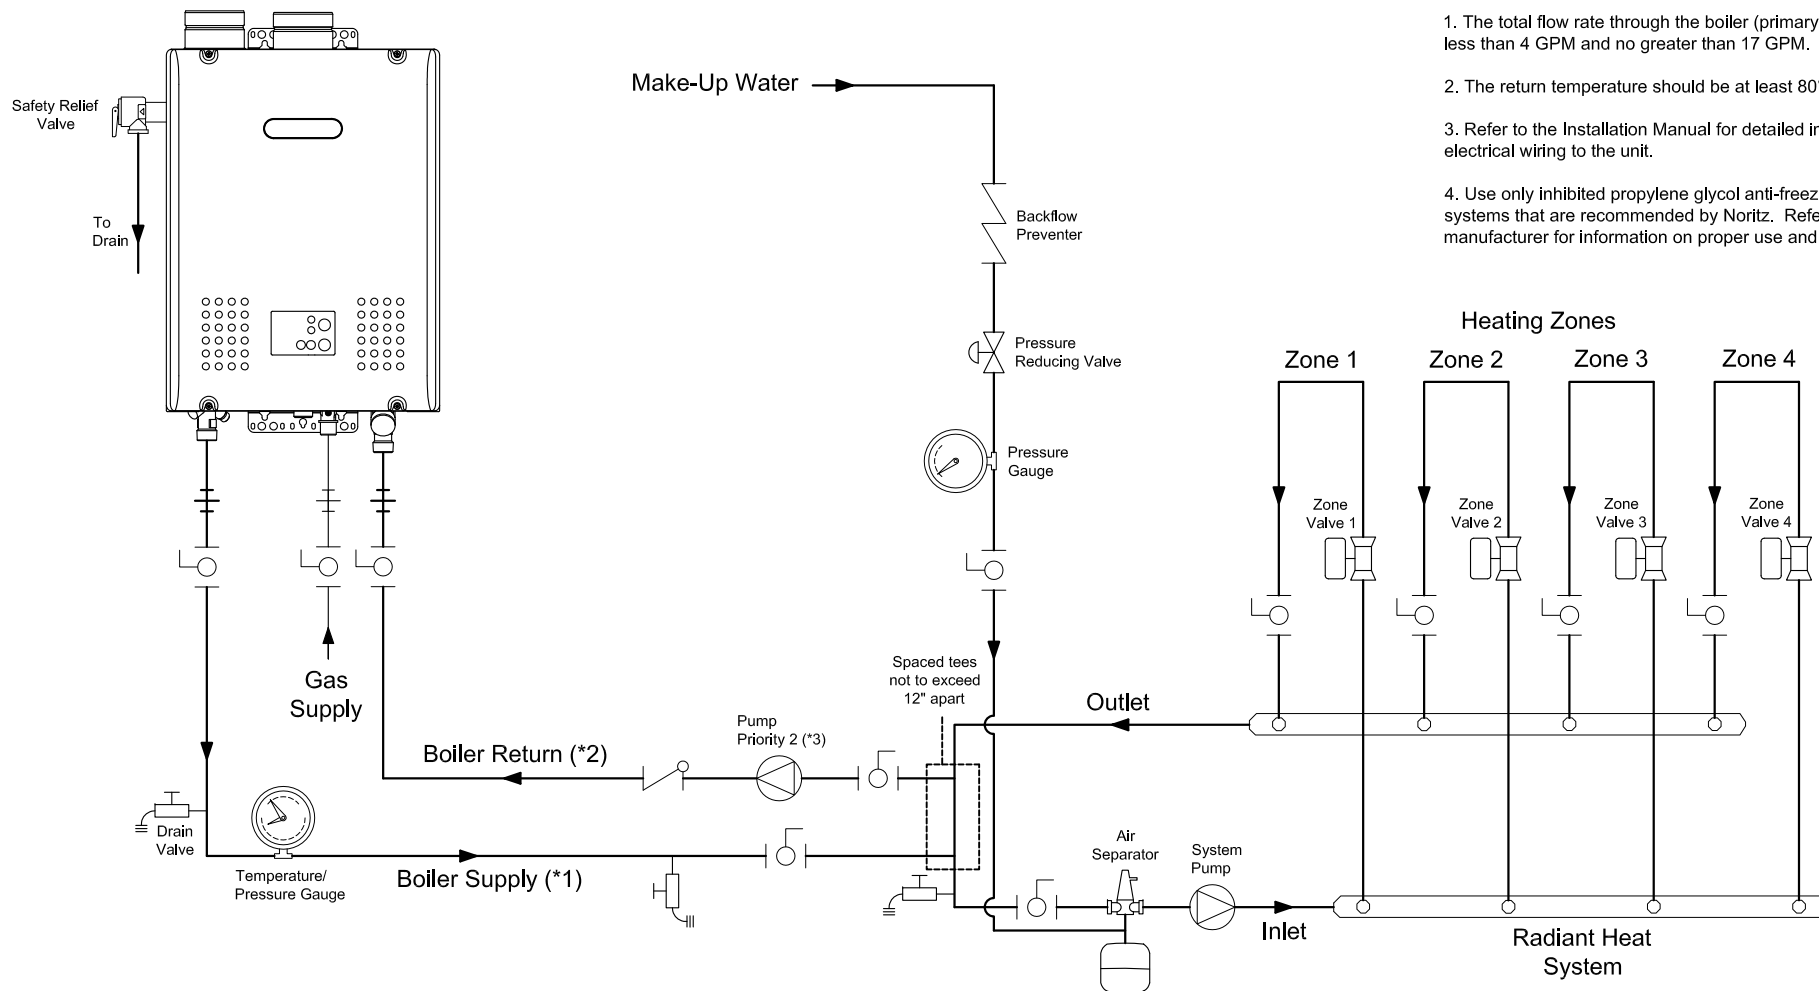 1. The total flow rate through the boiler (primary
less than 4 GPM and no greater than 17 GPM.
2. The return temperature should be at least 80°
3. Refer to the Installation Manual for detailed
electrical wiring to the unit.
4. Use only inhibited propylene glycol anti-freez
systems that are recommended by Noritz. Refe
manufacturer for information on proper use and
Make-Up Water
Safety Relief
Valve
To
Drain
Backflow
Preventer
Pressure
Reducing Valve
Pressure
Gauge
Heating Zones
Zone 1
Zone 2
Zone 3
Zone 4
Zone
Valve 1
Zone
Valve 2
Zone
Valve 3
Zone
Valve 4
Gas
Supply
Spaced tees
not to exceed
12" apart
Outlet
Pump
Priority 2 (*3)
Boiler Return (*2)
Drain
Valve
Temperature/
Pressure Gauge
Boiler Supply (*1)
Air
Separator
System
Pump
Inlet
Radiant Heat
System